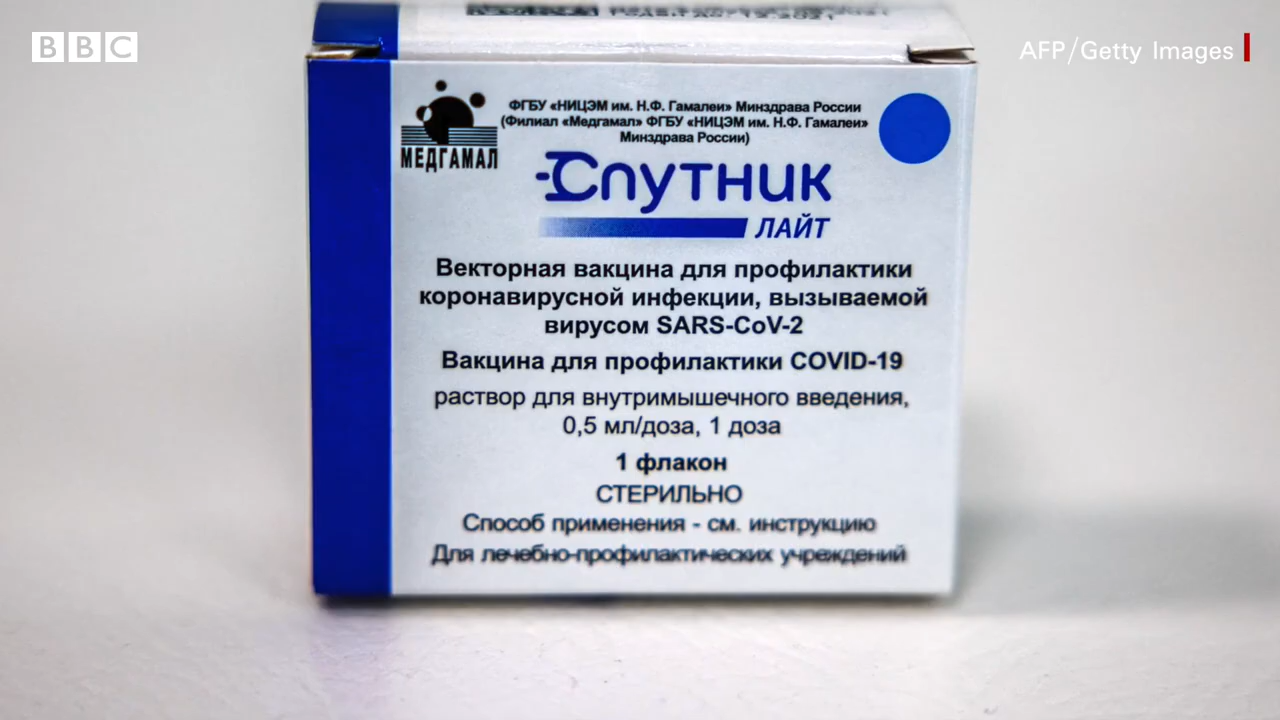 BBC
AFP/Getty Images
МЕДГАМАЛ
ФГБУ «НИЦЭМ им. Н.Ф. Гамалеи» Минздрава России
(Филиал «Медгамал» ФГБУ «НИЦЭМ им. Н.Ф. Гамалеи»
Минздрава России)
Спутник
ЛАЙТ
Векторная вакцина для профилактики
коронавирусной инфекции, вызываемой
вирусом SARS-CoV-2
Вакцина для профилактики COVID-19
раствор для внутримышечного введения,
0,5 мл/доза, 1 доза
1 флакон
СТЕРИЛЬНО
Способ применения - см. инструкцию
Для лечебно-профилактических учреждений